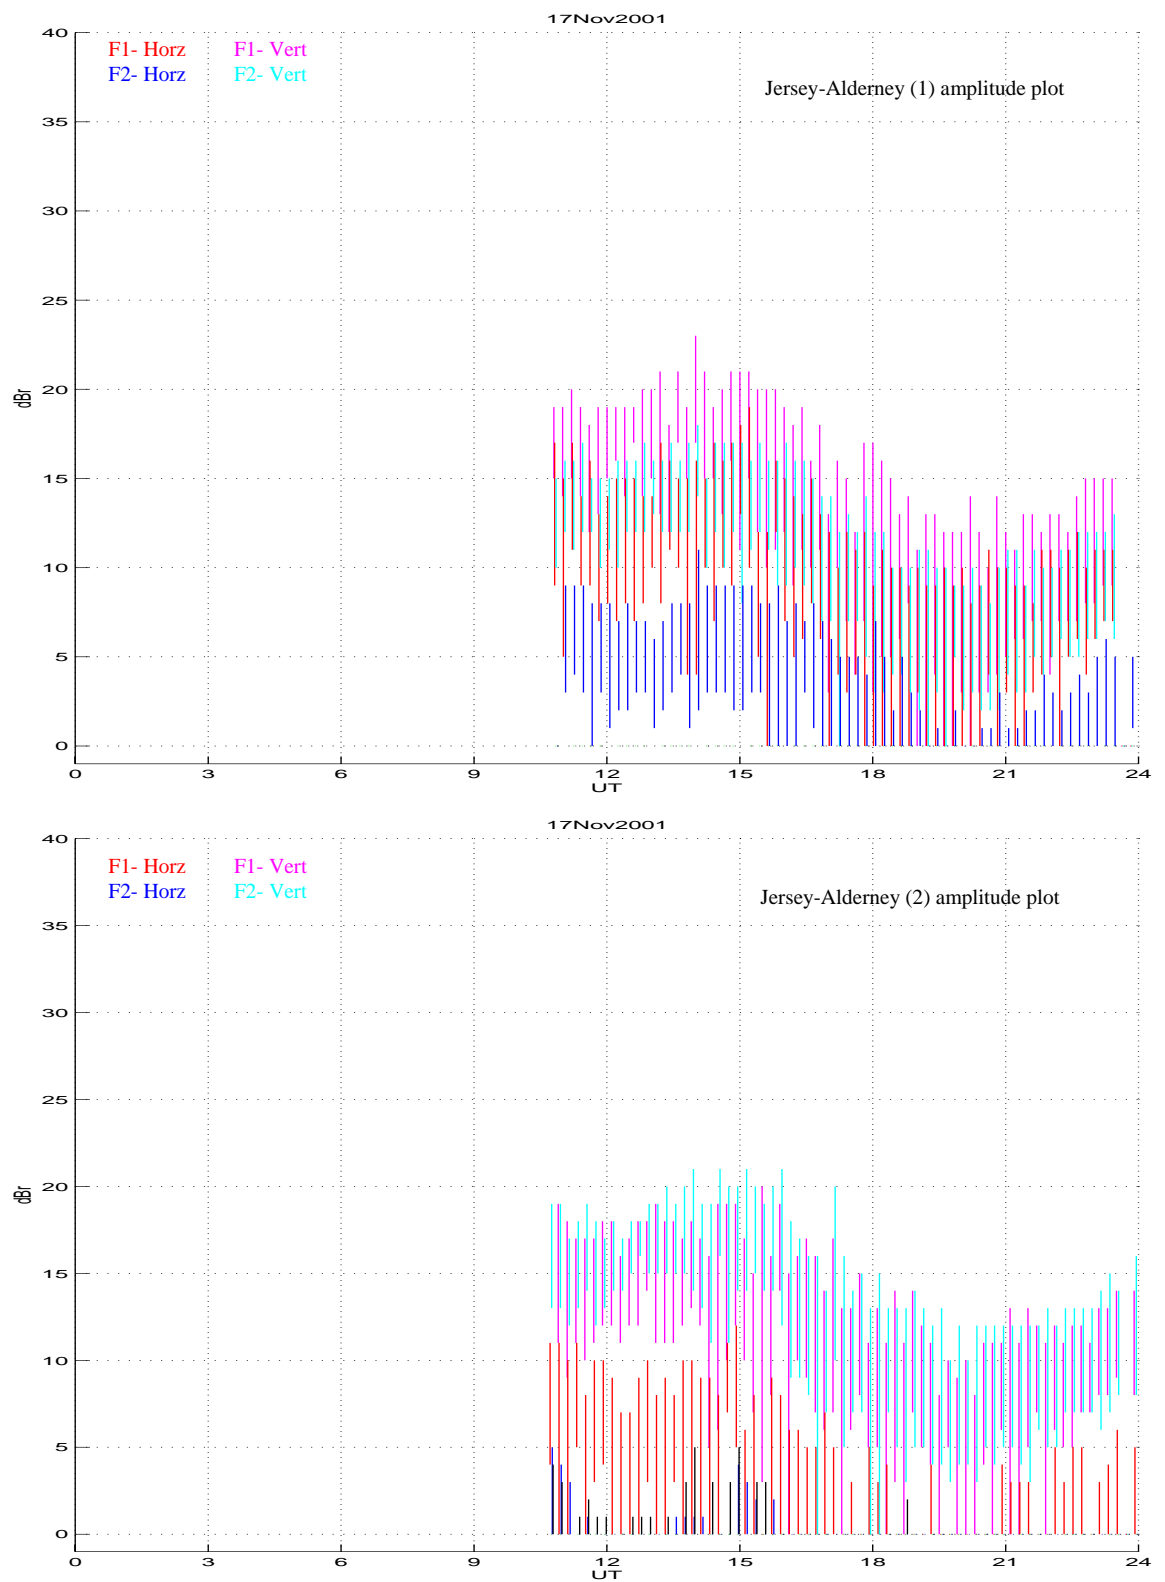 17Nov2001
40
F1- Horz F1- Vert
F2- Horz F2- Vert
Jersey-Alderney (1) amplitude plot
35
30
25
20
dBr
15
10
5
0
0 3 6 9 12 15 18 21 24
UT
17Nov2001
40
F1- Horz F1- Vert
F2- Horz F2- Vert
Jersey-Alderney (2) amplitude plot
35
30
25
20
dBr
15
10
5
0
0 3 6 9 12 15 18 21 24
UT